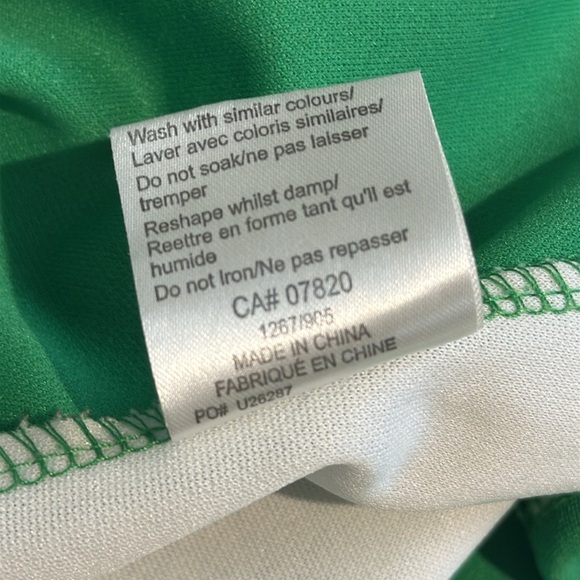 Wash with similar colours/
Laver avec coloris similaires/
Do not soak/ne pas laisser
tremper
Reshape whilst damp/
Reettre en forme tant qu'Il est
humide
Do not Iron/Ne pas repasser
CA# 07820
1267/905
MADE IN CHINA
FABRIQUÉ EN CHINE
PO# U26287